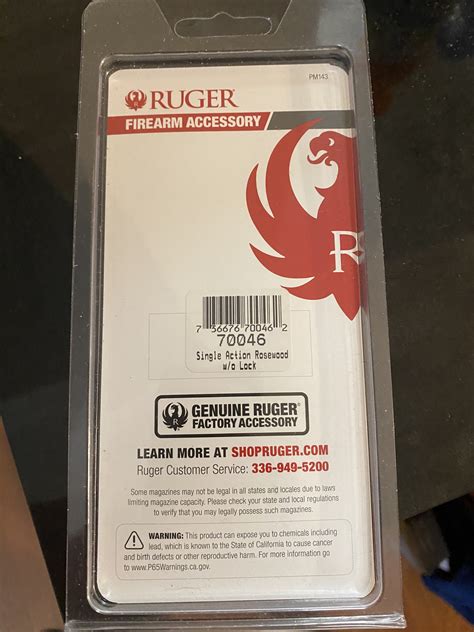 PM143
RUGER®
FIREARM ACCESSORY
R
7 36676 70046 2
70046
Single Action Rosewood
w/o Lock
GENUINE RUGER®
FACTORY ACCESSORY
LEARN MORE AT SHOPRUGER.COM
Ruger Customer Service: 336-949-5200
Some magazines may not be legal in all states and locales due to laws
limiting magazine capacity. Please check your state and local regulations
to verify that you may legally possess such magazines.
WARNING: This product can expose you to chemicals including
lead, which is known to the State of California to cause cancer
and birth defects or other reproductive harm. For more information go
to www.P65Warnings.ca.gov.